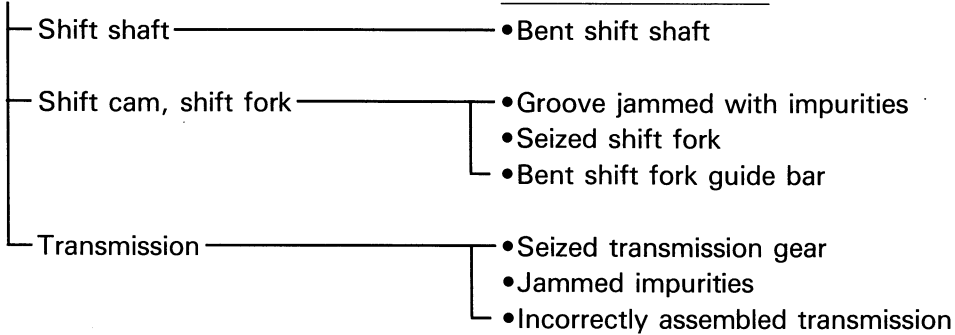 Shift shaft •Bent shift shaft
Shift cam, shift fork •Groove jammed with impurities
•Seized shift fork
•Bent shift fork guide bar
Transmission •Seized transmission gear
•Jammed impurities
•Incorrectly assembled transmission